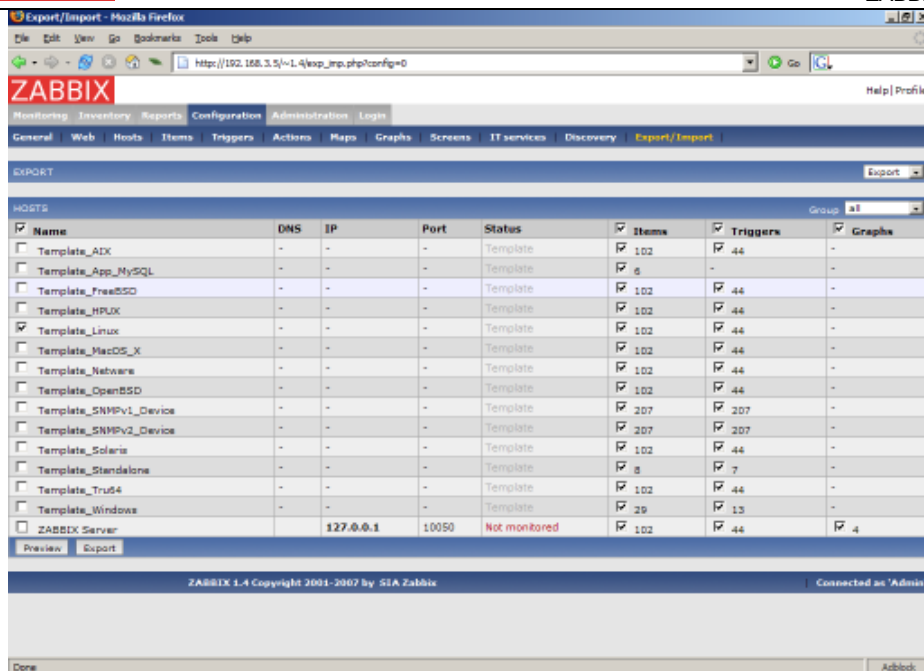 ZABBI
Export/Import - Mozilla Firefox
File Edit View Go Bookmarks Tools Help
http://192.168.3.5/~1.4/exp_imp.php?config=0 Go
ZABBIX Help | Profile
Monitoring Inventory Reports Configuration Administration Login
General | Web | Hosts | Items | Triggers | Actions | Maps | Graphs | Screens | IT services | Discovery | Export/Import |
EXPORT Export
HOSTS Group all
Name DNS IP Port Status Items Triggers Graphs
Template_AIX - - - Template 102 44 -
Template_App_MySQL - - - Template 6 - -
Template_FreeBSD - - - Template 102 44 -
Template_HPUX - - - Template 102 44 -
Template_Linux - - - Template 102 44 -
Template_MacOS_X - - - Template 102 44 -
Template_Netware - - - Template 102 44 -
Template_OpenBSD - - - Template 102 44 -
Template_SNMPv1_Device - - - Template 207 207 -
Template_SNMPv2_Device - - - Template 207 207 -
Template_Solaris - - - Template 102 44 -
Template_Standalone - - - Template 8 7 -
Template_Tru64 - - - Template 102 44 -
Template_Windows - - - Template 29 13 -
ZABBIX Server 127.0.0.1 10050 Not monitored 102 44 4
Preview Export
ZABBIX 1.4 Copyright 2001-2007 by SIA Zabbix | Connected as 'Admin
Done Adblock